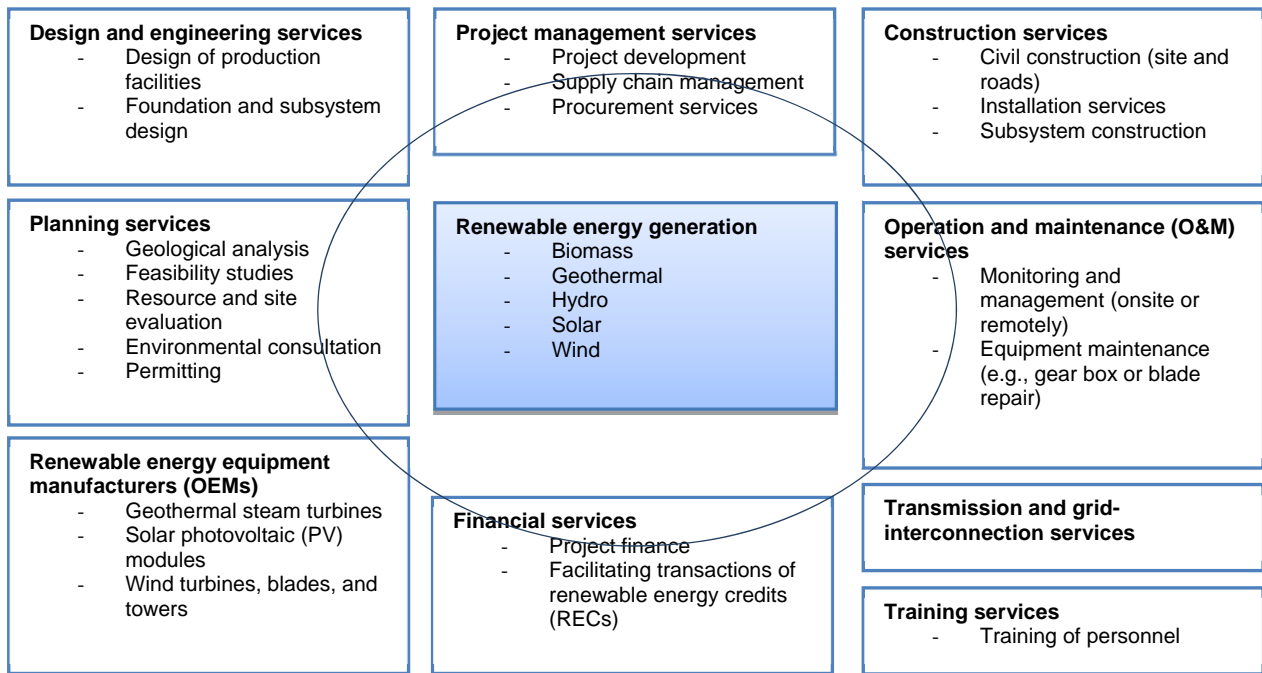 Design and engineering services
- Design of production
facilities
- Foundation and subsystem
design
Project management services
- Project development
- Supply chain management
- Procurement services
Construction services
- Civil construction (site and
roads)
- Installation services
- Subsystem construction
Planning services
- Geological analysis
- Feasibility studies
- Resource and site
evaluation
- Environmental consultation
- Permitting
Renewable energy generation
- Biomass
- Geothermal
- Hydro
- Solar
- Wind
Operation and maintenance (O&M)
services
- Monitoring and
management (onsite or
remotely)
- Equipment maintenance
(e.g., gear box or blade
repair)
Renewable energy equipment
manufacturers (OEMs)
- Geothermal steam turbines
- Solar photovoltaic (PV)
modules
- Wind turbines, blades, and
towers
Financial services
- Project finance
- Facilitating transactions of
renewable energy credits
(RECs)
Transmission and grid-
interconnection services
Training services
- Training of personnel